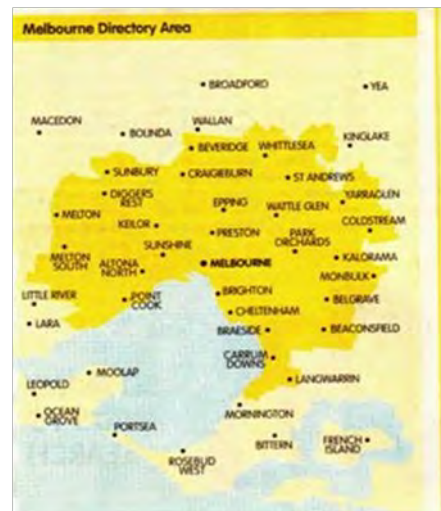 Melbourne Directory Area
BROADFORD
YEA
MACEDON
WALLAN
BOUNDA
KINGLAKE
BEVERIDGE
WHITTLESEA
SUNBURY
CRAIGIEBURN
ST ANDREWS
DIGGERS
REST
YARRAGLEN
EPPING
WATTLE GLEN
MELTON
COLDSTREAM
KEILOR
PRESTON
PARK
ORCHARDS
SUNSHINE
MELTON
SOUTH
ALTONA
NORTH
MELBOURNE
KALORAMA
MONBULK
LITTLE RIVER
POINT
COOK
BRIGHTON
BELGRAVE
CHELTENHAM
LARA
BRAESIDE
BEACONSFIELD
CARRUM
DOWNS
MOOLAP
LANGWARRIN
LEOPOLD
MORNINGTON
OCEAN
GROVE
PORTSEA
BITTERN
FRENCH
ISLAND
ROSEBUD
WEST